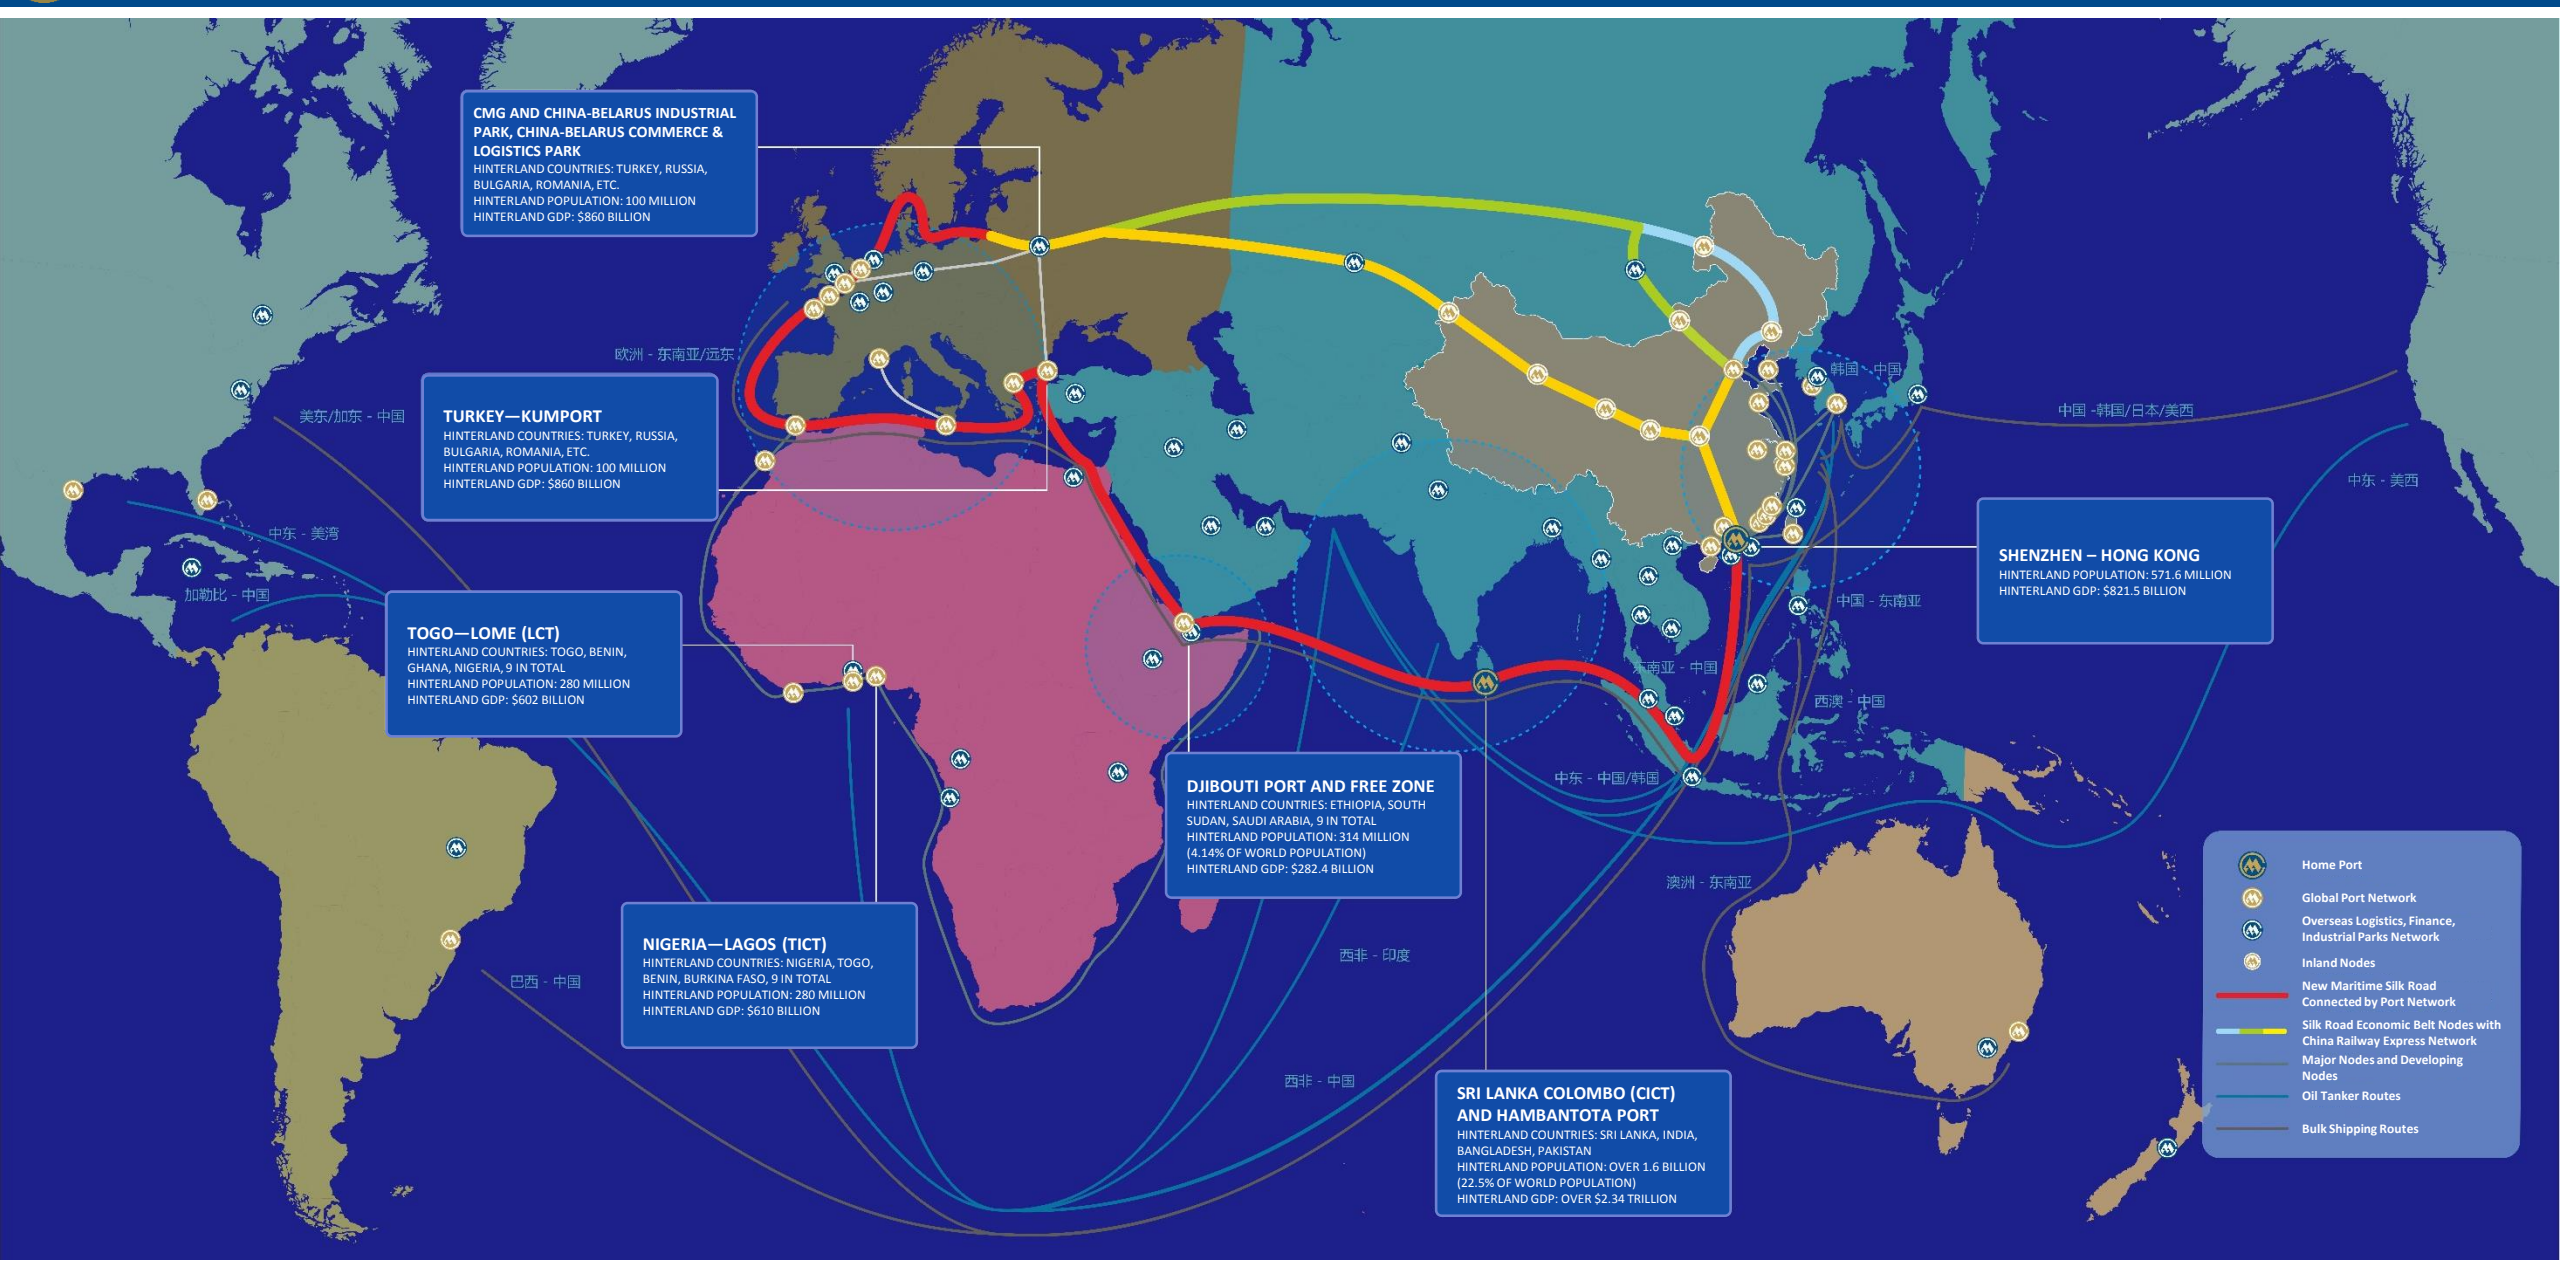 CMG AND CHINA-BELARUS INDUSTRIAL
PARK, CHINA-BELARUS COMMERCE &
LOGISTICS PARK
HINTERLAND COUNTRIES: TURKEY, RUSSIA,
BULGARIA, ROMANIA, ETC.
HINTERLAND POPULATION: 100 MILLION
HINTERLAND GDP: $860 BILLION
欧洲 - 东南亚/远东
韩国 - 中国
美东/加东 - 中国
中国 -韩国/日本/美西
TURKEY—KUMPORT
HINTERLAND COUNTRIES: TURKEY, RUSSIA,
BULGARIA, ROMANIA, ETC.
HINTERLAND POPULATION: 100 MILLION
HINTERLAND GDP: $860 BILLION
中东 - 美西
中东 - 美湾
SHENZHEN – HONG KONG
HINTERLAND POPULATION: 571.6 MILLION
HINTERLAND GDP: $821.5 BILLION
加勒比 - 中国
中国 - 东南亚
TOGO—LOME (LCT)
HINTERLAND COUNTRIES: TOGO, BENIN,
GHANA, NIGERIA, 9 IN TOTAL
HINTERLAND POPULATION: 280 MILLION
HINTERLAND GDP: $602 BILLION
东南亚 - 中国
西澳 - 中国
中东 - 中国/韩国
DJIBOUTI PORT AND FREE ZONE
HINTERLAND COUNTRIES: ETHIOPIA, SOUTH
SUDAN, SAUDI ARABIA, 9 IN TOTAL
HINTERLAND POPULATION: 314 MILLION
(4.14% OF WORLD POPULATION)
HINTERLAND GDP: $282.4 BILLION
澳洲 - 东南亚
NIGERIA—LAGOS (TICT)
HINTERLAND COUNTRIES: NIGERIA, TOGO,
BENIN, BURKINA FASO, 9 IN TOTAL
HINTERLAND POPULATION: 280 MILLION
HINTERLAND GDP: $610 BILLION
西非 - 印度
巴西 - 中国
西非 - 中国
SRI LANKA COLOMBO (CICT)
AND HAMBANTOTA PORT
HINTERLAND COUNTRIES: SRI LANKA, INDIA,
BANGLADESH, PAKISTAN
HINTERLAND POPULATION: OVER 1.6 BILLION
(22.5% OF WORLD POPULATION)
HINTERLAND GDP: OVER $2.34 TRILLION
Home Port
Global Port Network
Overseas Logistics, Finance,
Industrial Parks Network
Inland Nodes
New Maritime Silk Road
Connected by Port Network
Silk Road Economic Belt Nodes with
China Railway Express Network
Major Nodes and Developing
Nodes
Oil Tanker Routes
Bulk Shipping Routes